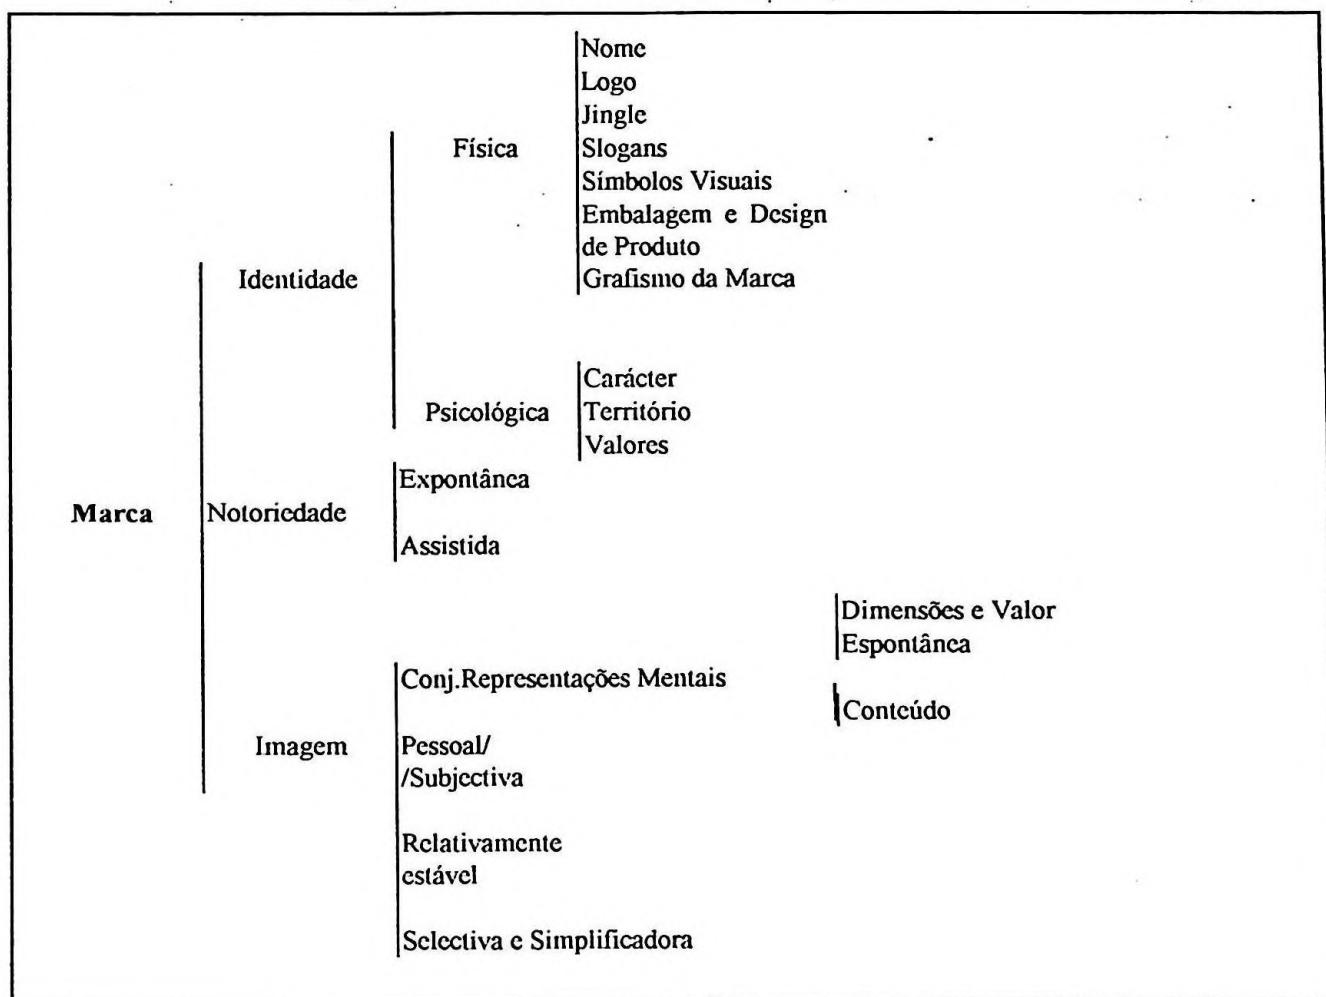 Nome
Logo
Jingle
Física
Slogans
Símbolos Visuais
Embalagem e Design
de Produto
Identidade
Grafismo da Marca
Carácter
Psicológica
Território
Valores
Expontânea
Marca
Notoriedade
Assistida
Dimensões e Valor
Espontânea
Conj.Representações Mentais
Conteúdo
Imagem
Pessoal/
/Subjectiva
Relativamente
estável
Selectiva e Simplificadora